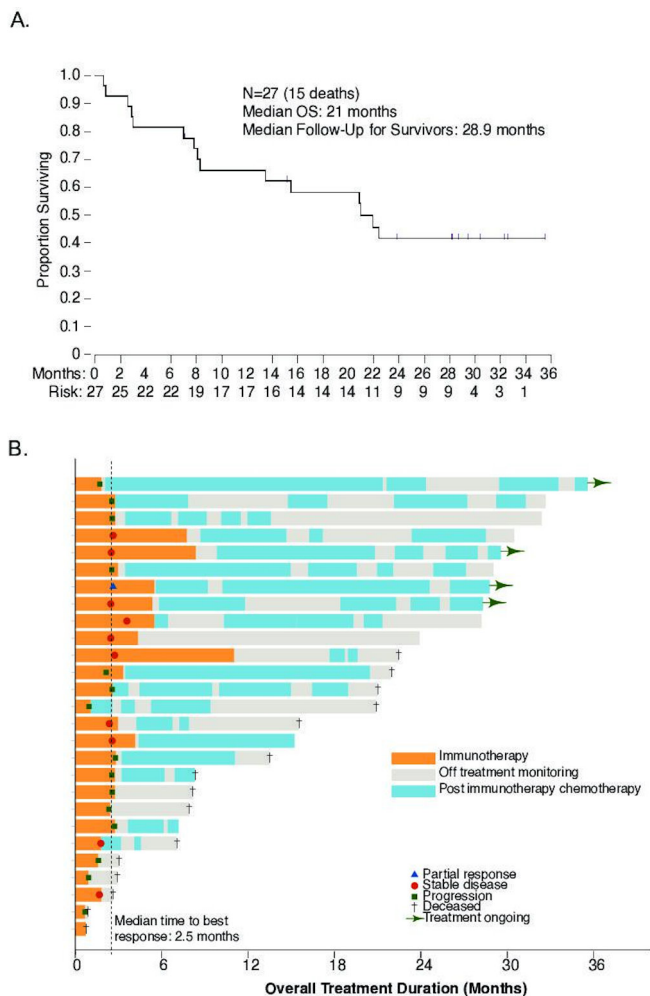 A.
N=27 (15 deaths)
Median OS: 21 months
Median Follow-Up for Survivors: 28.9 months
Proportion Surviving
1.0
0.9
0.8
0.7
0.6
0.5
0.4
0.3
0.2
0.1
0
Months: 0 2 4 6 8 10 12 14 16 18 20 22 24 26 28 30 32 34 36
Risk: 27 25 22 22 19 17 17 16 14 14 14 11 9 9 9 4 3 1
B.
Immunotherapy
Off treatment monitoring
Post immunotherapy chemotherapy
Partial response
Stable disease
Progression
Deceased
Treatment ongoing
Median time to best
response: 2.5 months
0 6 12 18 24 30 36
Overall Treatment Duration (Months)